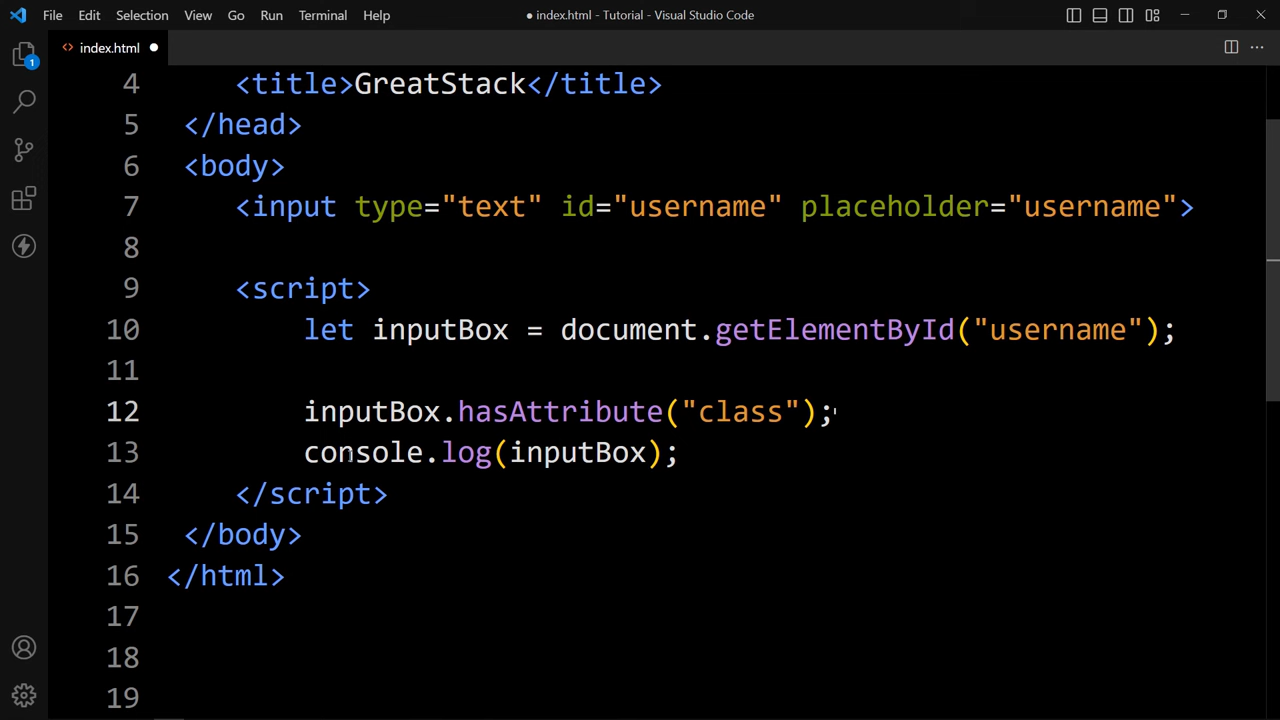 File Edit Selection View Go Run Terminal Help ● index.html - Tutorial - Visual Studio Code
<> index.html ●
1
4 <title>GreatStack</title>
5 </head>
6 <body>
7 <input type="text" id="username" placeholder="username">
8
9 <script>
10 let inputBox = document.getElementById("username");
11
12 inputBox.hasAttribute("class");
13 console.log(inputBox);
14 </script>
15 </body>
16 </html>
17
18
19